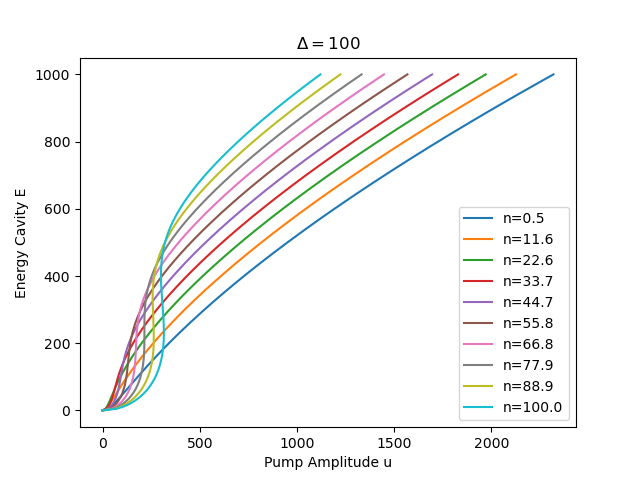 Δ = 100
1000
800
600
400
200
0
Energy Cavity E
0
500
1000
1500
2000
Pump Amplitude u
n=0.5
n=11.6
n=22.6
n=33.7
n=44.7
n=55.8
n=66.8
n=77.9
n=88.9
n=100.0